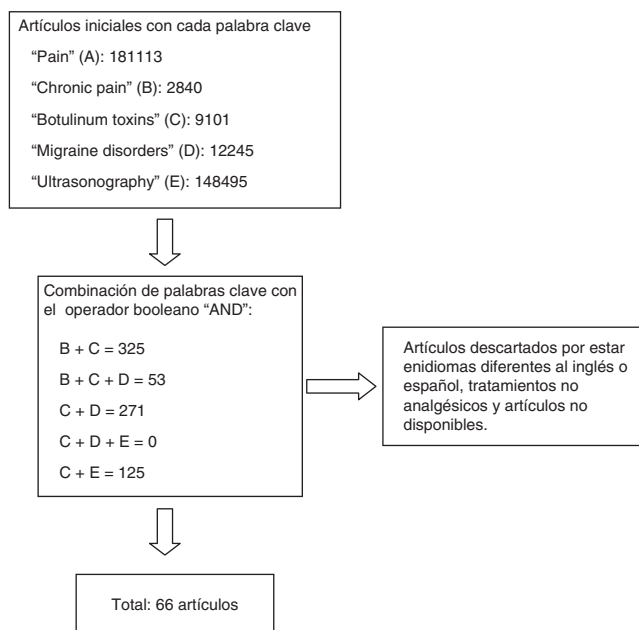 Artículos iniciales con cada palabra clave
“Pain” (A): 181113
“Chronic pain” (B): 2840
“Botulinum toxins” (C): 9101
“Migraine disorders” (D): 12245
“Ultrasonography” (E): 148495
Combinación de palabras clave con
el operador booleano “AND”:
B + C = 325
B + C + D = 53
C + D = 271
C + D + E = 0
C + E = 125
Artículos descartados por estar
enidiomas diferentes al inglés o
español, tratamientos no
analgésicos y artículos no
disponibles.
Total: 66 artículos